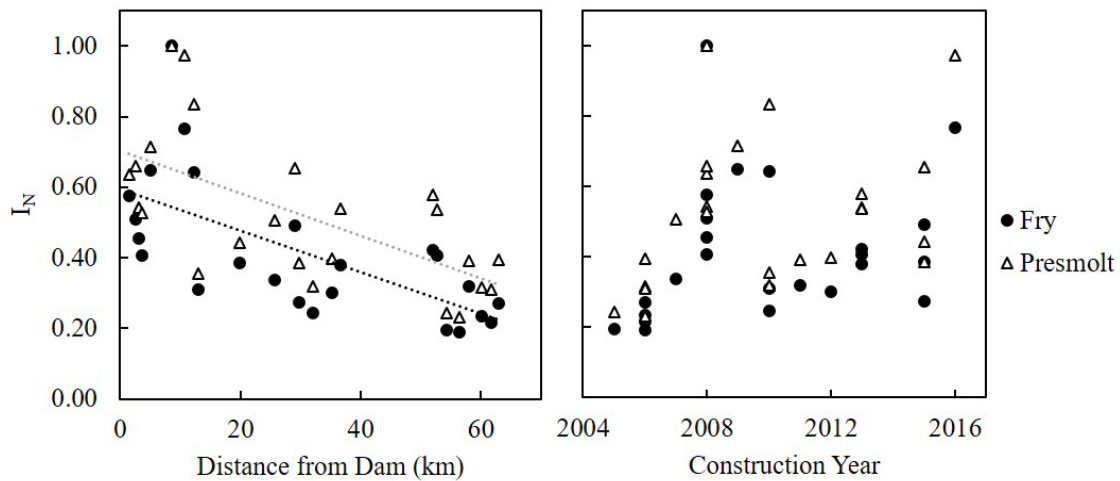 1.00
0.80
0.60
0.40
0.20
0.00
I_N
0 20 40 60
Distance from Dam (km)
2004 2008 2012 2016
Construction Year
Fry
Presmolt